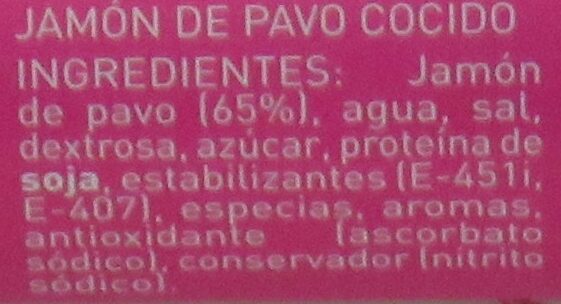 JAMÓN DE PAVO COCIDO
INGREDIENTES: Jamón
de pavo (65%), agua, sal,
dextrosa, azúcar, proteína de
soja, estabilizantes (E-451i,
E-407), especias, aromas,
antioxidante (ascorbato
sódico), conservador (nitrito
sódico).